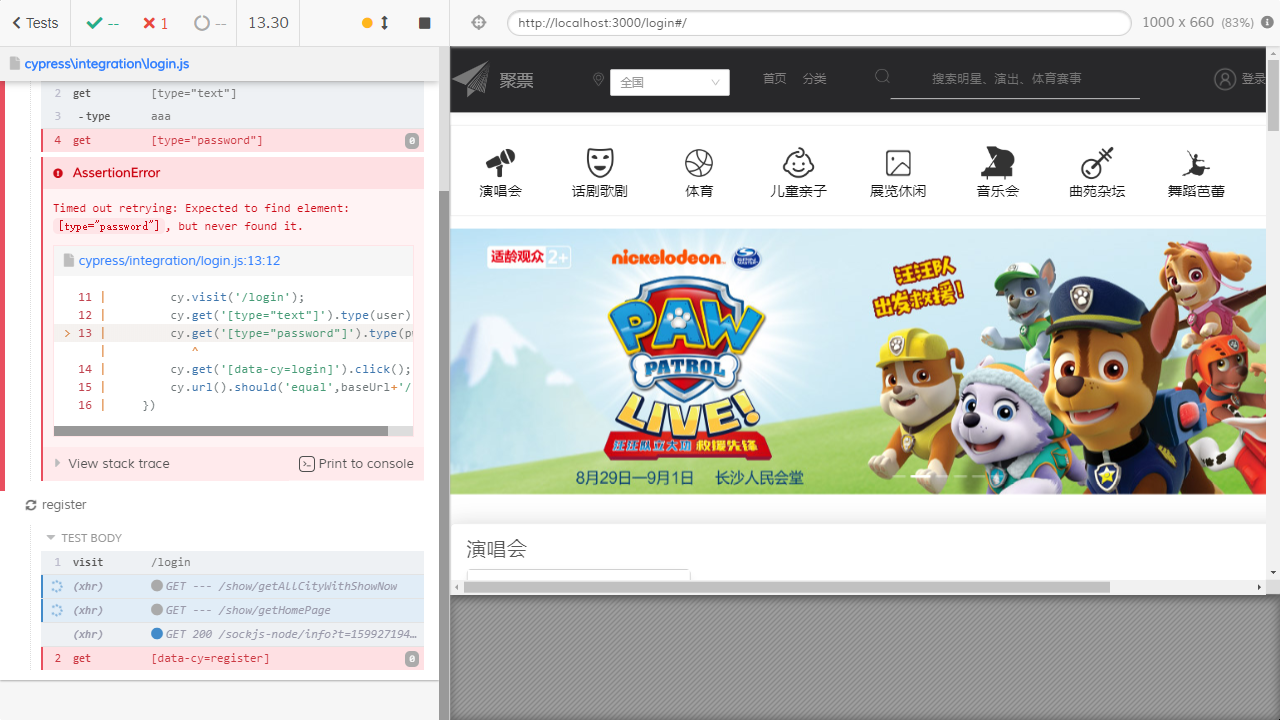 Tests
--
1
--
13.30
cypress\integration\login.js
2 get [type="text"]
3 -type aaa
4 get [type="password"] 0
AssertionError
Timed out retrying: Expected to find element:
[type="password"], but never found it.
cypress/integration/login.js:13:12
11 | cy.visit('/login');
12 | cy.get('[type="text"]').type(user)
> 13 | cy.get('[type="password"]').type(p
| ^
14 | cy.get('[data-cy=login]').click();
15 | cy.url().should('equal',baseUrl+'/
16 | })
View stack trace
Print to console
register
TEST BODY
1 visit /login
(xhr) GET --- /show/getALLCityWithShowNow
(xhr) GET --- /show/getHomePage
(xhr) GET 200 /sockjs-node/info?t=159927194…
2 get [data-cy=register] 0
http://localhost:3000/login#/
1000 x 660 (83%)
聚票
全国
首页
分类
搜索明星、演出、体育赛事
登录
演唱会
话剧歌剧
体育
儿童亲子
展览休闲
音乐会
曲苑杂坛
舞蹈芭蕾
适龄观众 2+
nickelodeon
汪汪队
出发救援!
PAW
PATROL
LIVE!
汪汪队立大功 救援先锋
8月29日—9月1日 长沙人民会堂
演唱会